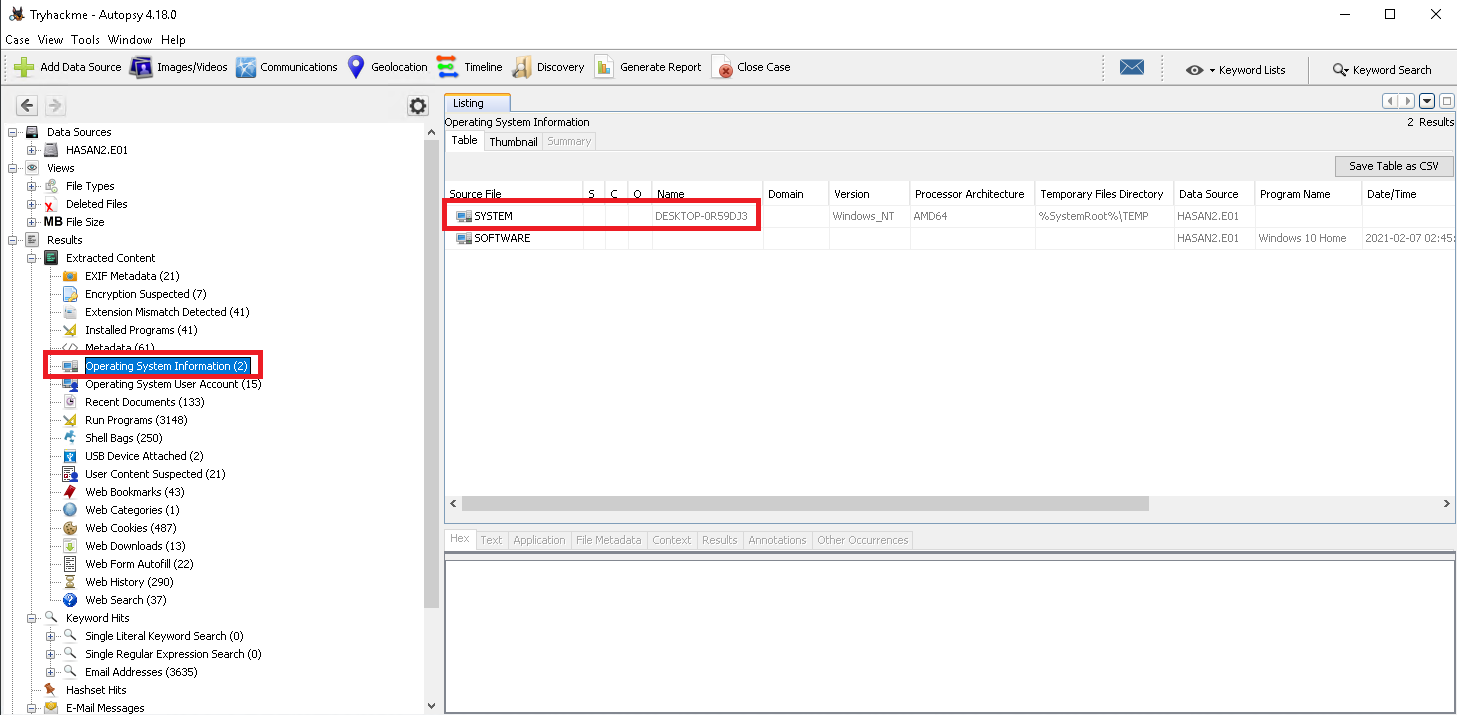 Tryhackme - Autopsy 4.18.0
Case View Tools Window Help
Add Data Source Images/Videos Communications Geolocation Timeline Discovery Generate Report Close Case Keyword Lists Keyword Search
Listing
Operating System Information 2 Results
Table Thumbnail Summary
Save Table as CSV
Source File S C O Name Domain Version Processor Architecture Temporary Files Directory Data Source Program Name Date/Time
SYSTEM DESKTOP-0R59DJ3 Windows_NT AMD64 %SystemRoot%\TEMP HASAN2.E01
SOFTWARE HASAN2.E01 Windows 10 Home 2021-02-07 02:45:
Data Sources
HASAN2.E01
Views
File Types
Deleted Files
MB File Size
Results
Extracted Content
EXIF Metadata (21)
Encryption Suspected (7)
Extension Mismatch Detected (41)
Installed Programs (41)
Metadata (61)
Operating System Information (2)
Operating System User Account (15)
Recent Documents (133)
Run Programs (3148)
Shell Bags (250)
USB Device Attached (2)
User Content Suspected (21)
Web Bookmarks (43)
Web Categories (1)
Web Cookies (487)
Web Downloads (13)
Web Form Autofill (22)
Web History (290)
Web Search (37)
Keyword Hits
Single Literal Keyword Search (0)
Single Regular Expression Search (0)
Email Addresses (3635)
Hashset Hits
E-Mail Messages
Hex Text Application File Metadata Context Results Annotations Other Occurrences